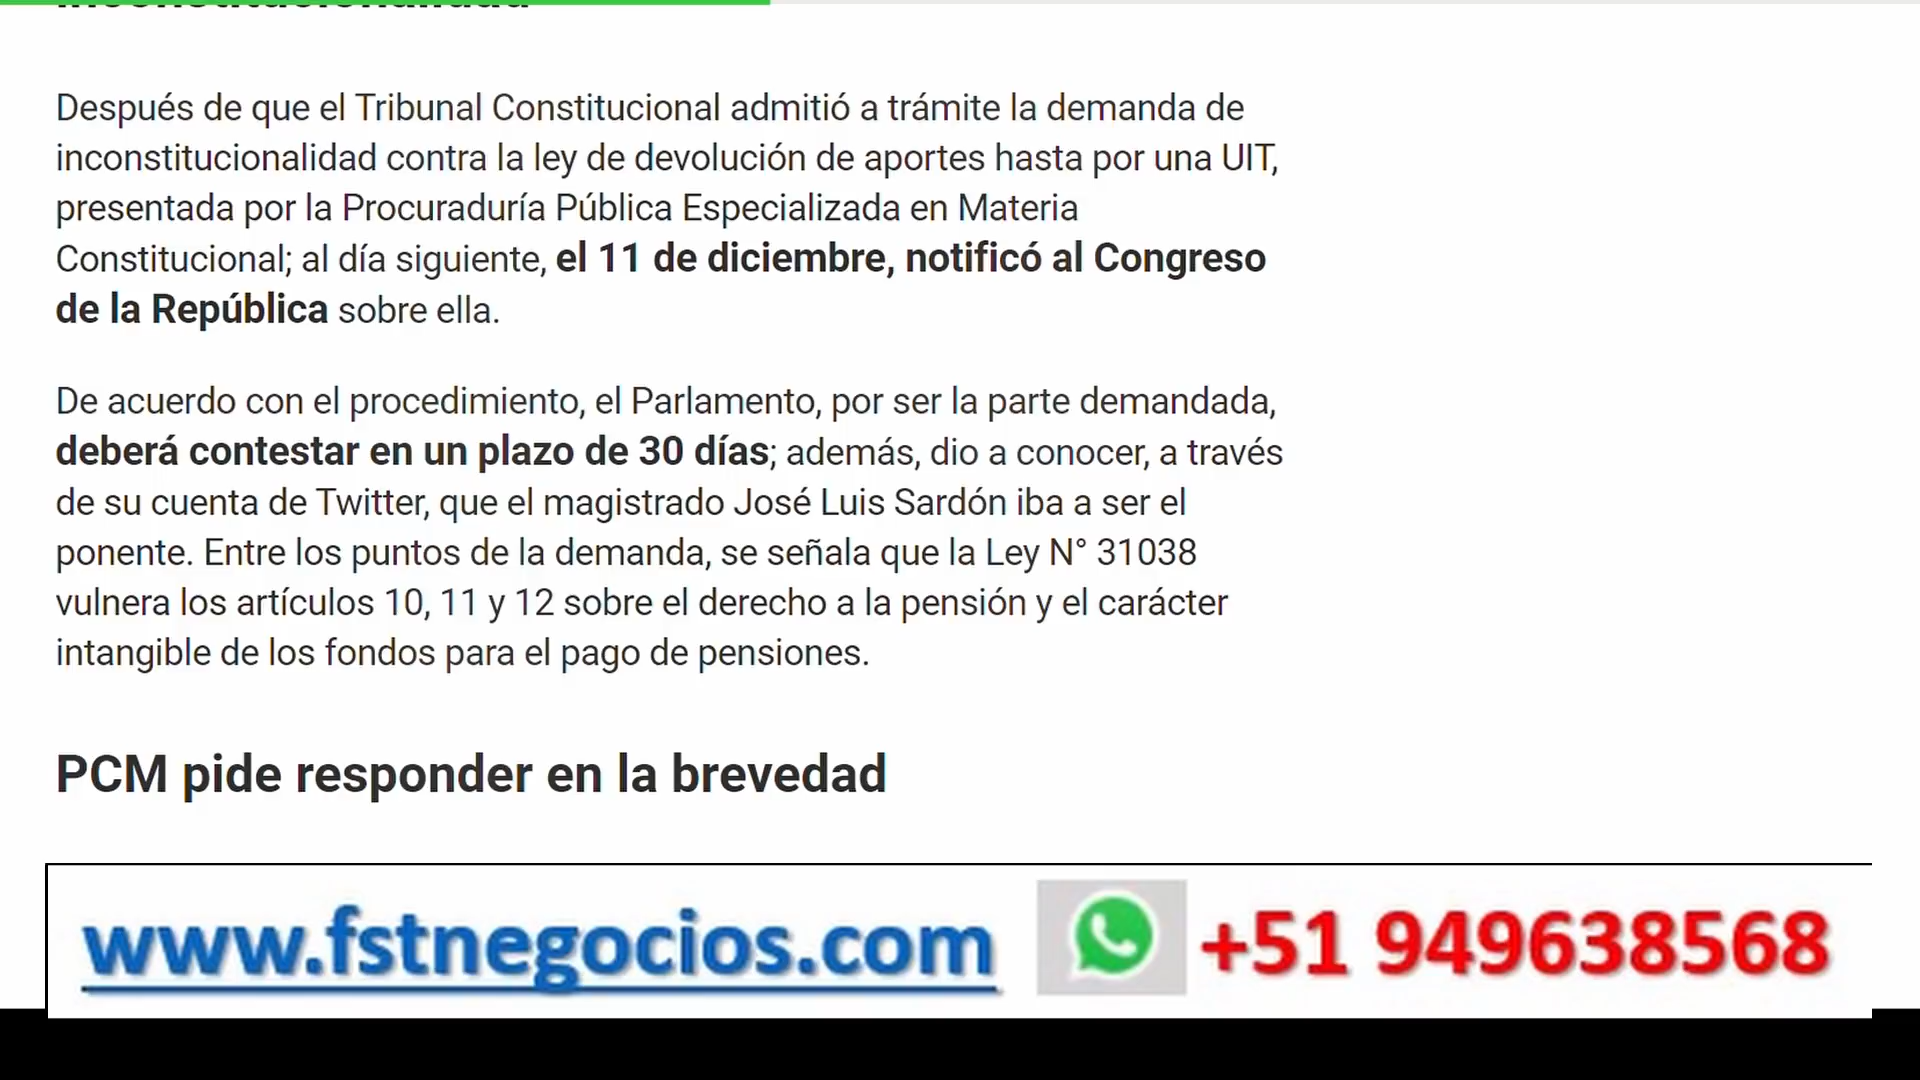 inconstitucionalidad
Después de que el Tribunal Constitucional admitió a trámite la demanda de
inconstitucionalidad contra la ley de devolución de aportes hasta por una UIT,
presentada por la Procuraduría Pública Especializada en Materia
Constitucional; al día siguiente, el 11 de diciembre, notificó al Congreso
de la República sobre ella.
De acuerdo con el procedimiento, el Parlamento, por ser la parte demandada,
deberá contestar en un plazo de 30 días; además, dio a conocer, a través
de su cuenta de Twitter, que el magistrado José Luis Sardón iba a ser el
ponente. Entre los puntos de la demanda, se señala que la Ley N° 31038
vulnera los artículos 10, 11 y 12 sobre el derecho a la pensión y el carácter
intangible de los fondos para el pago de pensiones.
PCM pide responder en la brevedad
www.fstnegocios.com +51 949638568